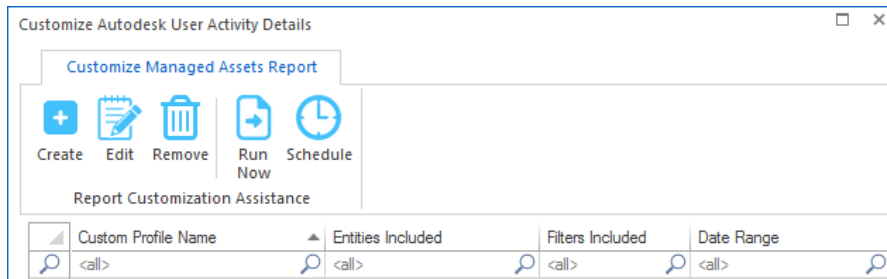 Customize Autodesk User Activity Details
Customize Managed Assets Report
Create Edit Remove Run Now Schedule
Report Customization Assistance
Custom Profile Name Entities Included Filters Included Date Range
<all> <all> <all> <all>